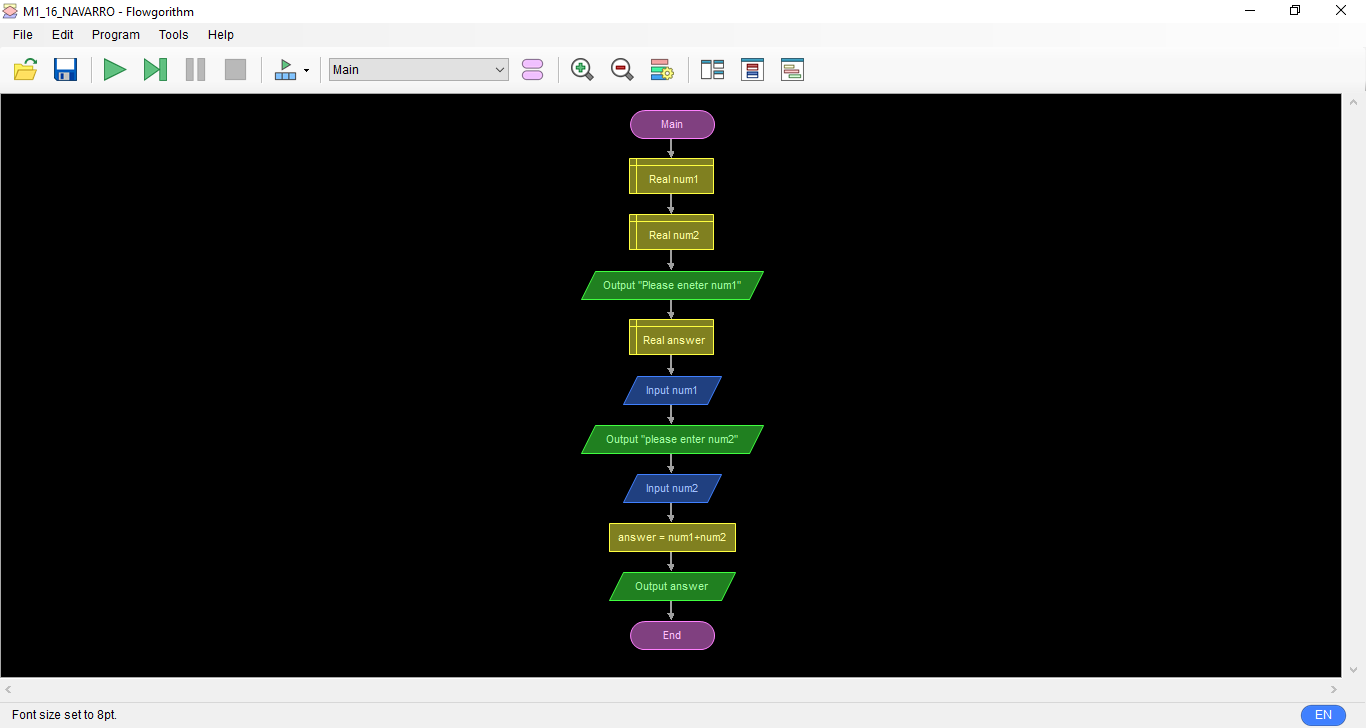 M1_16_NAVARRO - Flowgorithm
File Edit Program Tools Help
Main
Main
Real num1
Real num2
Output "Please eneter num1"
Real answer
Input num1
Output "please enter num2"
Input num2
answer = num1+num2
Output answer
End
Font size set to 8pt.
EN